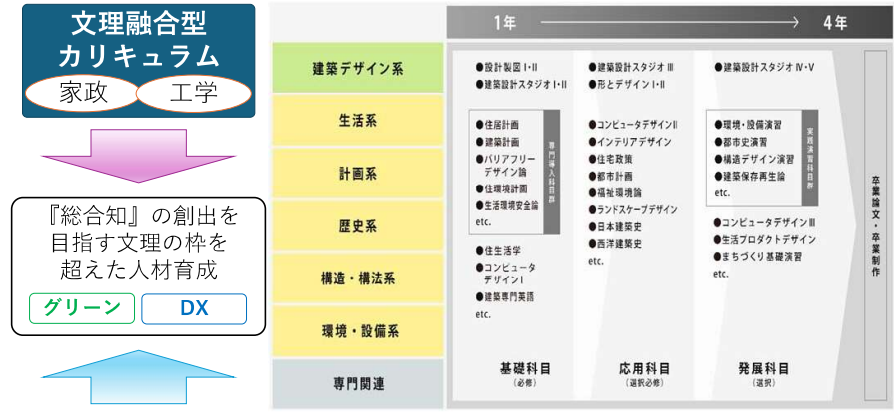 文理融合型
カリキュラム
家政
工学
『総合知』の創出を
目指す文理の枠を
超えた人材育成
グリーン
DX
1年
4年
建築デザイン系
生活系
計画系
歴史系
構造・構法系
環境・設備系
専門関連
●設計製図Ⅰ・Ⅱ
●建築設計スタジオⅠ・Ⅱ
●住居計画
●建築計画
●バリアフリー
デザイン論
●住環境計画
●生活環境安全論
etc.
専門導入科目群
●住生活学
●コンピュータ
デザインⅠ
●建築専門英語
etc.
基礎科目
(必修)
●建築設計スタジオⅢ
●形とデザインⅠ・Ⅱ
●コンピュータデザインⅡ
●インテリアデザイン
●住宅政策
●都市計画
●福祉環境論
●ランドスケープデザイン
●日本建築史
●西洋建築史
etc.
応用科目
(選択必修)
●建築設計スタジオⅣ・Ⅴ
●環境・設備演習
●都市史演習
●構造デザイン演習
●建築保存再生論
etc.
実践演習科目群
●コンピュータデザインⅢ
●生活プロダクトデザイン
●まちづくり基礎演習
etc.
発展科目
(選択)
卒業論文・卒業制作